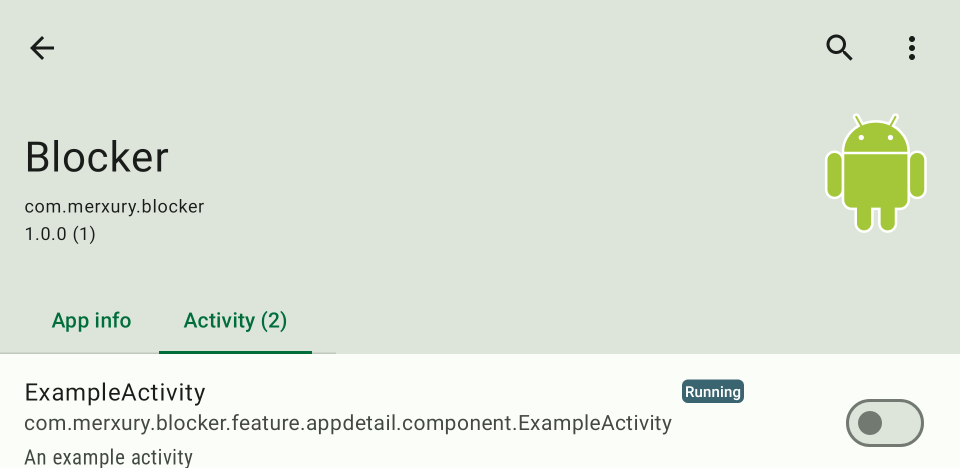 Blocker
com.merxury.blocker
1.0.0 (1)
App info
Activity (2)
ExampleActivity
Running
com.merxury.blocker.feature.appdetail.component.ExampleActivity
An example activity